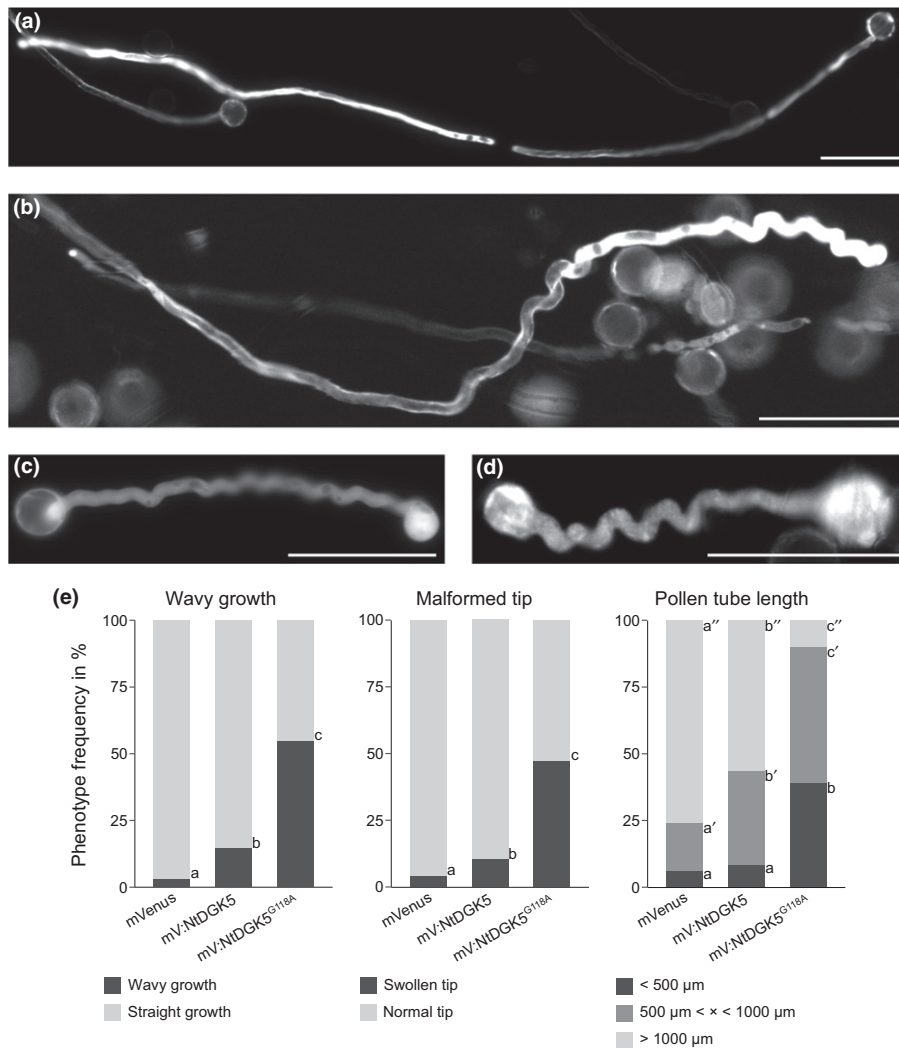 (a)
(b)
(c)
(d)
(e)
Wavy growth
Malformed tip
Pollen tube length
Phenotype frequency in %
100
75
50
25
0
a
b
c
mVenus
mV:NtDGK5
mV:NtDGK5G118A
Wavy growth
Straight growth
100
75
50
25
0
a
b
c
mVenus
mV:NtDGK5
mV:NtDGK5G118A
Swollen tip
Normal tip
100
75
50
25
0
a″
a′
a
b″
b′
a
c″
c′
b
mVenus
mV:NtDGK5
mV:NtDGK5G118A
< 500 μm
500 μm < × < 1000 μm
> 1000 μm